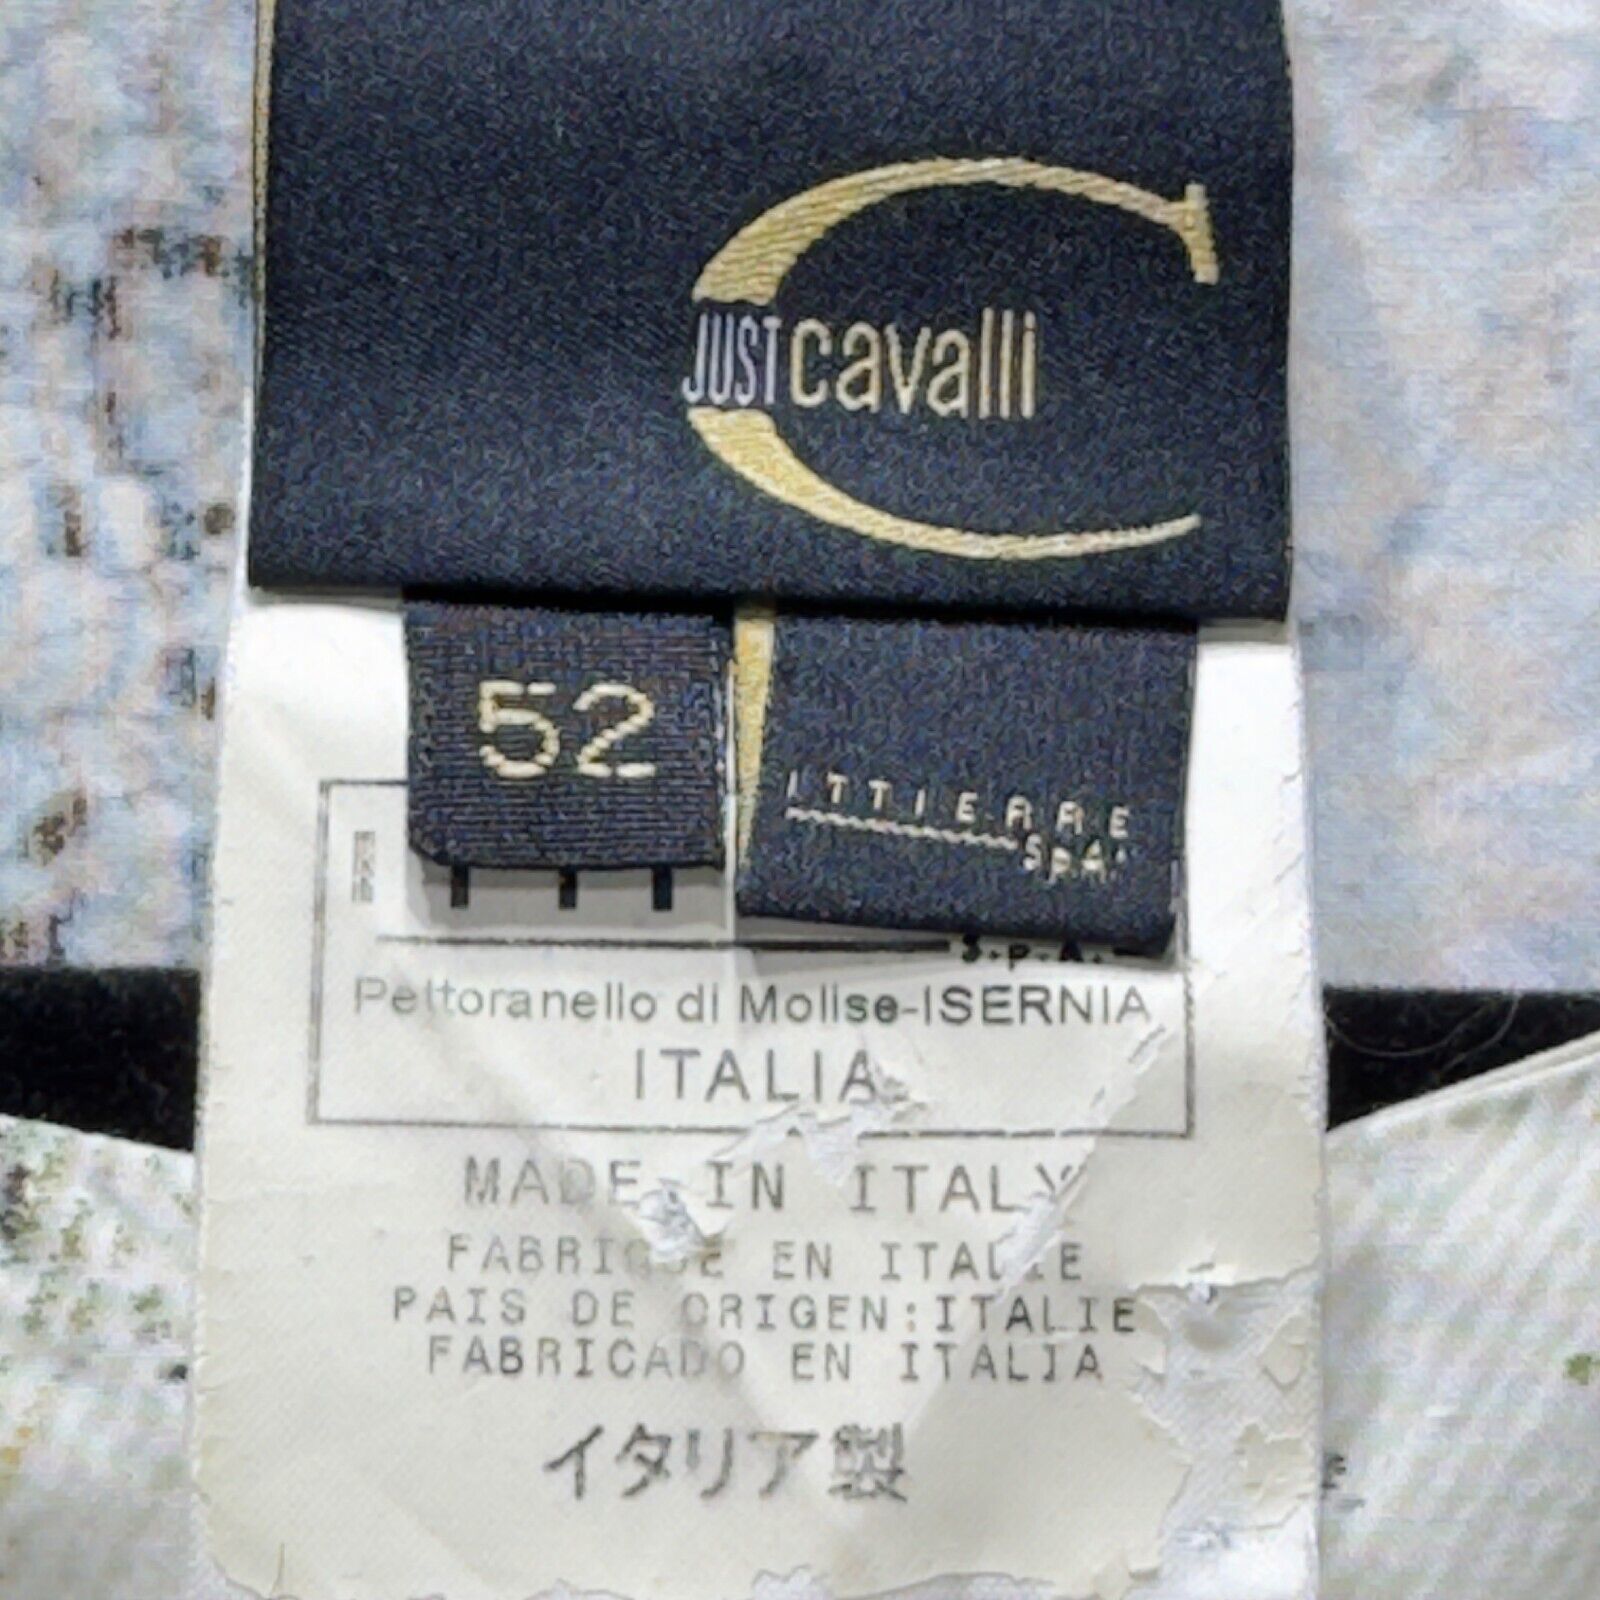 JUST cavalli
52
ITTIERRE
S.p.A.
S.p.A.
Pettoranello di Molise-ISERNIA
ITALIA
MADE IN ITALY
FABRIQUE EN ITALIE
PAIS DE ORIGEN:ITALIE
FABRICADO EN ITALIA
イタリア製